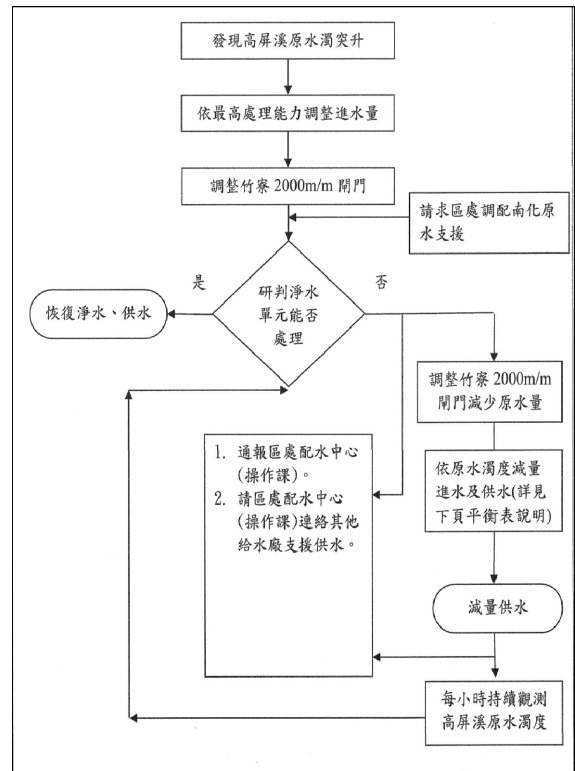 發現高屏溪原水濁突升
依最高處理能力調整進水量
調整竹寮 2000m/m 閘門
請求區處調配南化原
水支援
是
否
研判淨水
單元能否
處理
恢復淨水、供水
調整竹寮 2000m/m
閘門減少原水量
1. 通報區處配水中心
(操作課)。
2. 請區處配水中心
(操作課)連絡其他
給水廠支援供水。
依原水濁度減量
進水及供水(詳見
下頁平衡表說明)
減量供水
每小時持續觀測
高屏溪原水濁度